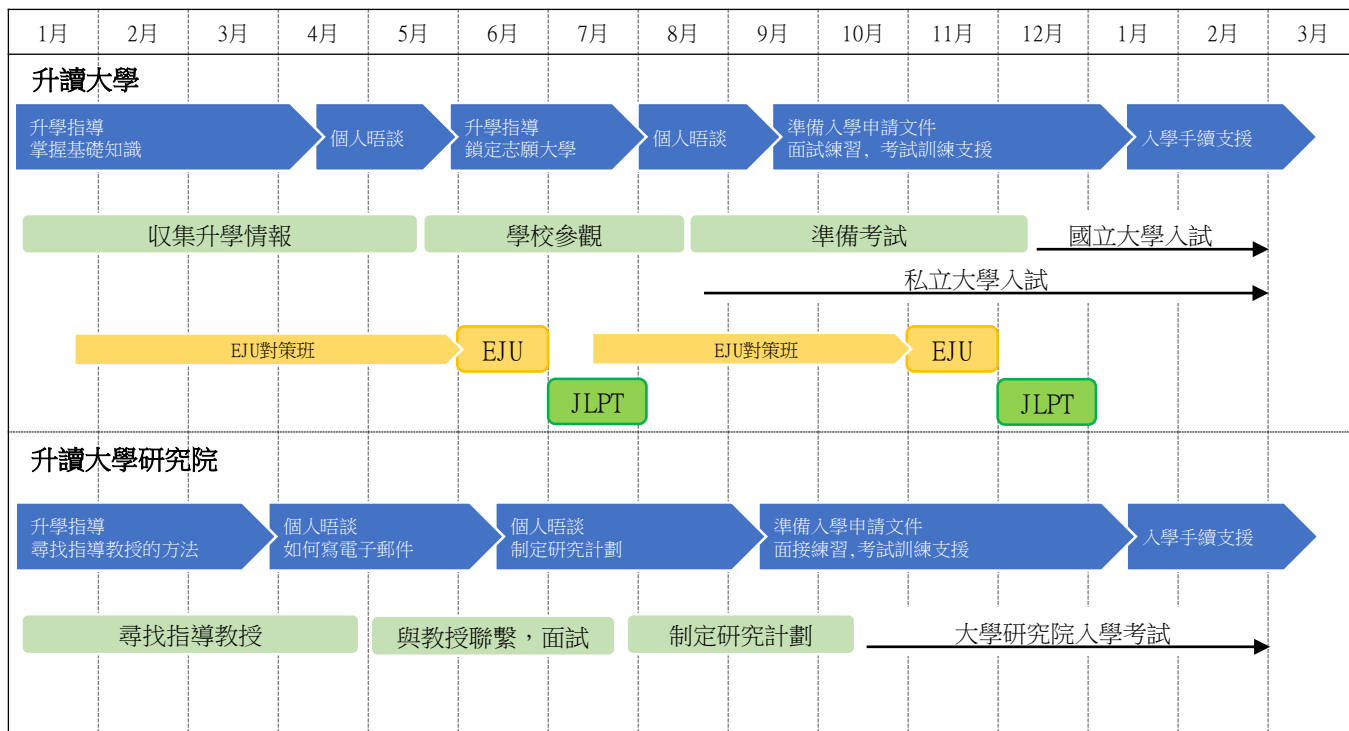 1月 2月 3月 4月 5月 6月 7月 8月 9月 10月 11月 12月 1月 2月 3月
升讀大學
升學指導
掌握基礎知識
個人晤談
升學指導
鎖定志願大學
個人晤談
準備入學申請文件
面試練習, 考試訓練支援
入學手續支援
収集升學情報
學校參觀
準備考試
國立大學入試
私立大學入試
EJU對策班
EJU
EJU對策班
EJU
JLPT
JLPT
升讀大學研究院
升學指導
尋找指導教授的方法
個人晤談
如何寫電子郵件
個人晤談
制定研究計劃
準備入學申請文件
面接練習,考試訓練支援
入學手續支援
尋找指導教授
與教授聯繫，面試
制定研究計劃
大學研究院入學考試